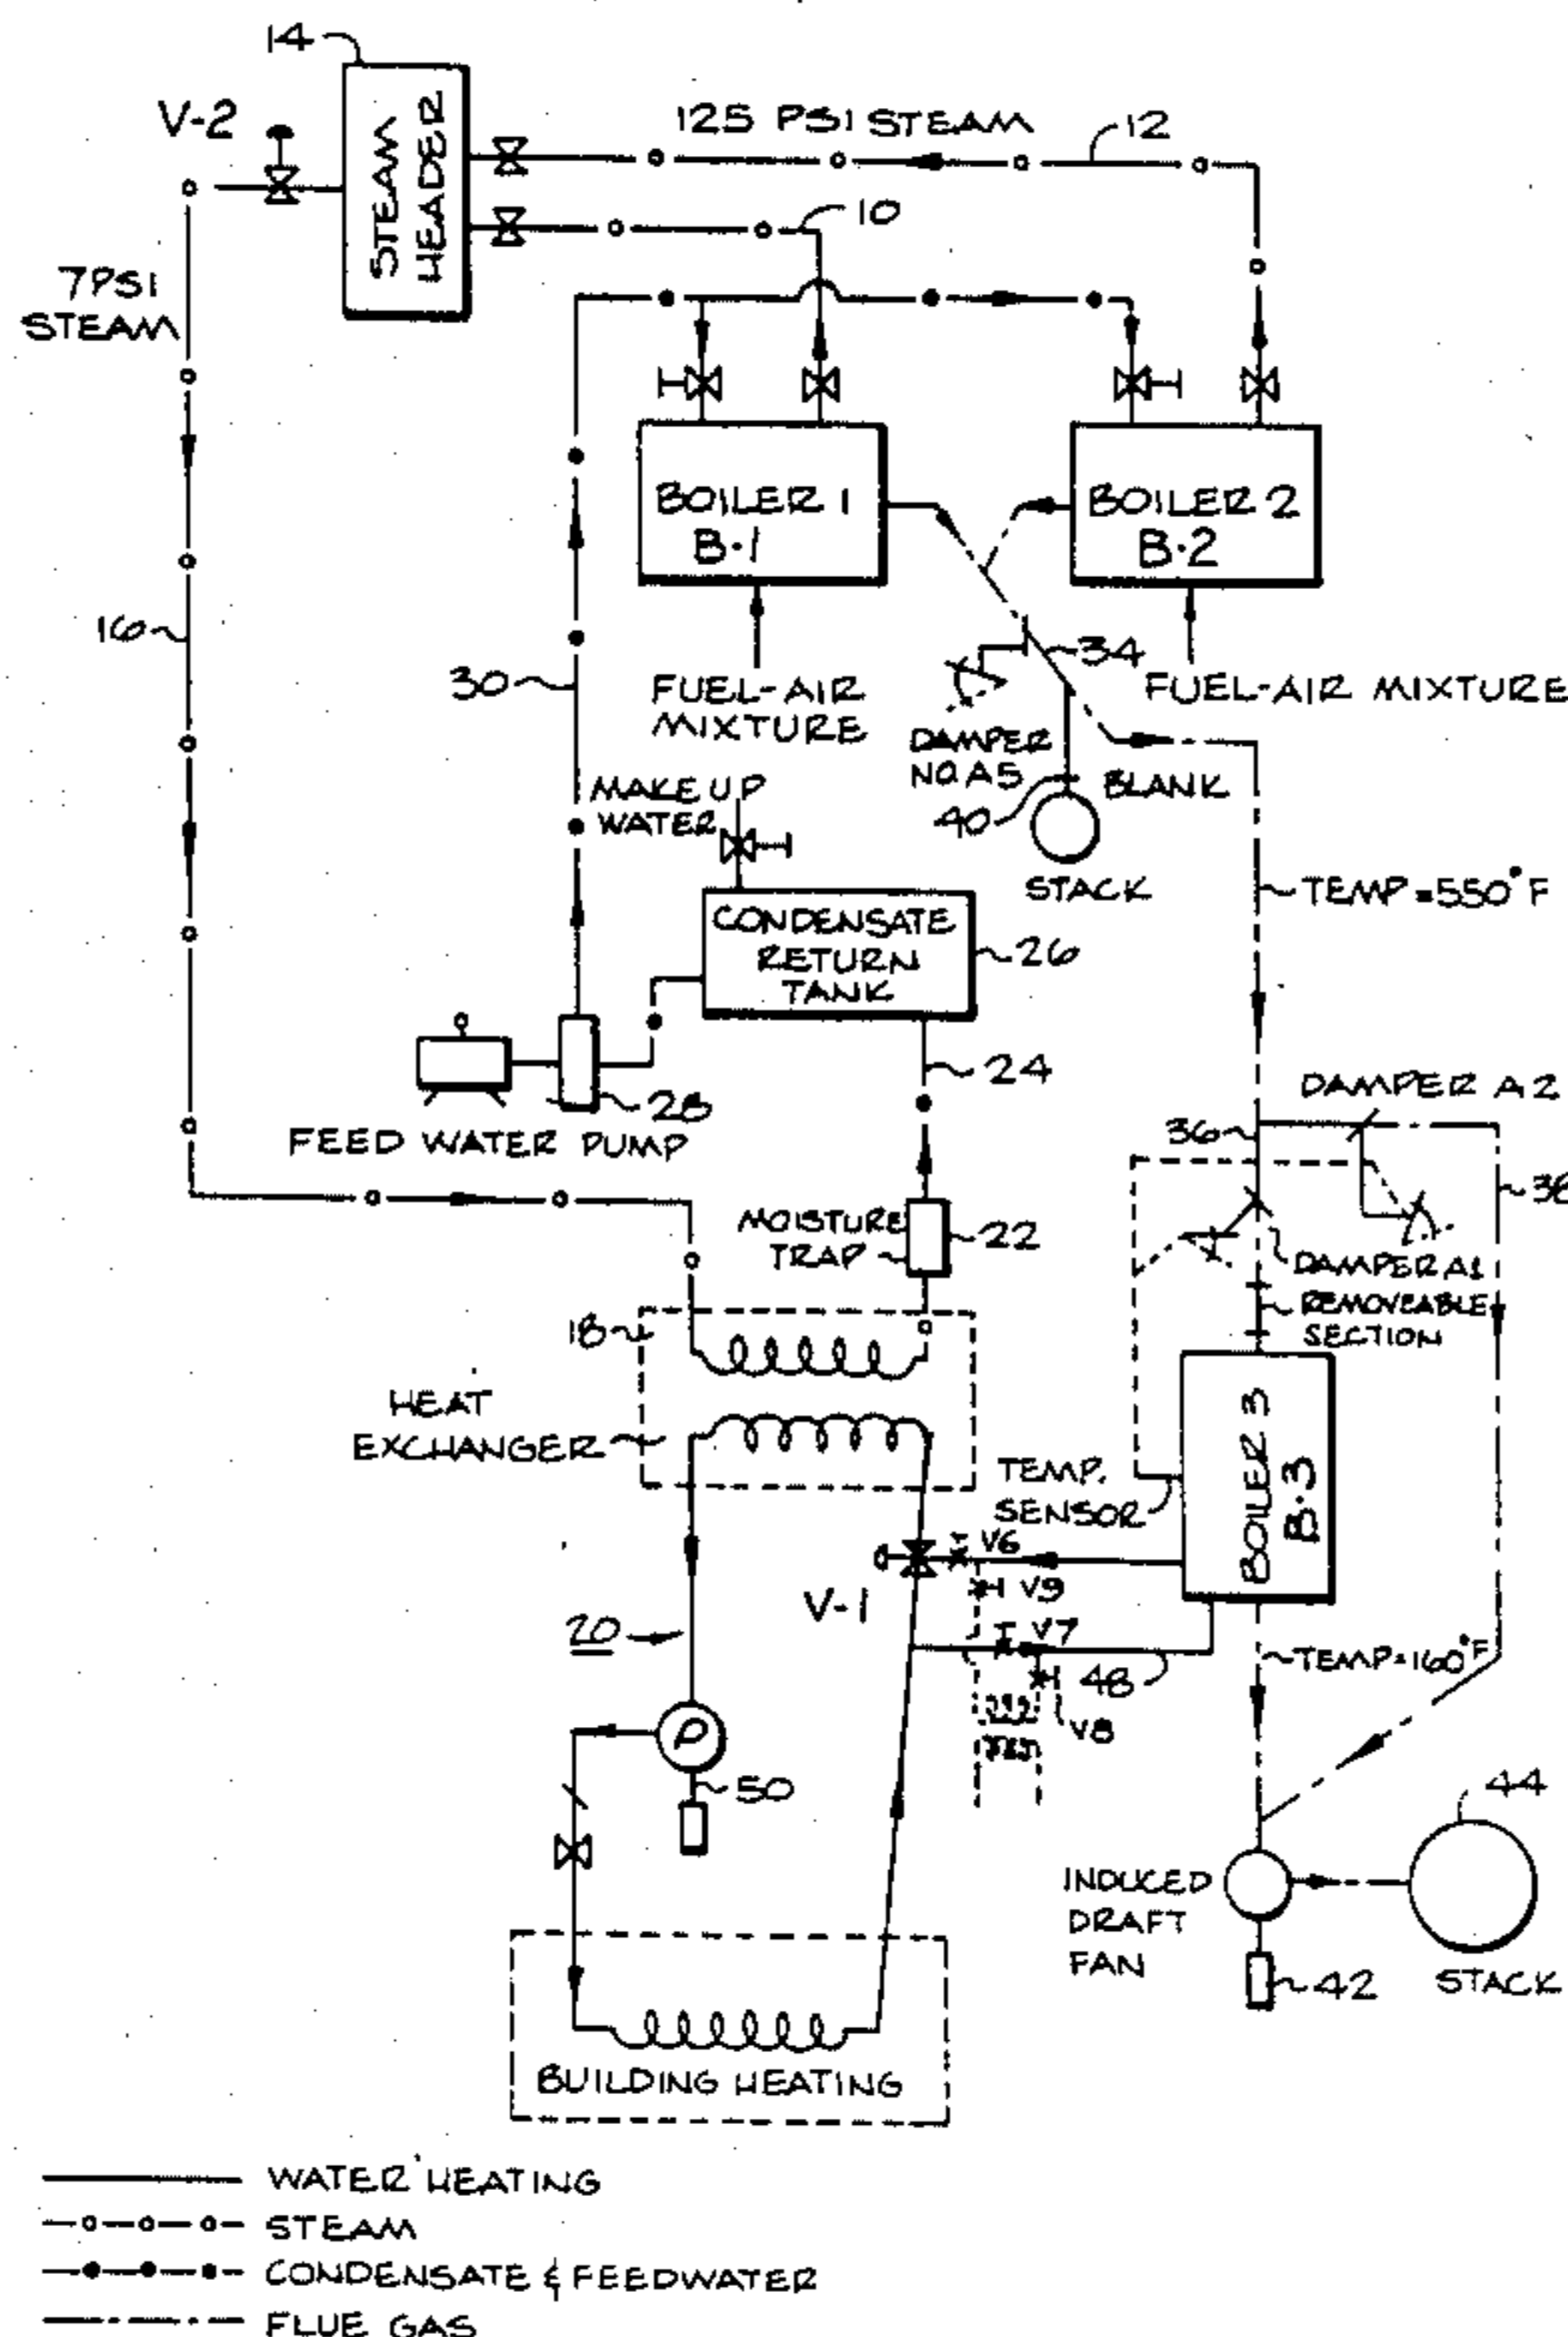 14
V-2
STEAM HEADER
125 PSI STEAM
12
10
7PSI
STEAM
BOILER 1
B·1
BOILER 2
B·2
16
30
FUEL-AIR
MIXTURE
34
FUEL-AIR MIXTURE
DAMPER
NO. A5
BLANK
40
STACK
MAKE UP
WATER
TEMP = 550°F
CONDENSATE
RETURN
TANK
26
24
28
FEED WATER PUMP
DAMPER A2
36
38
MOISTURE
TRAP
22
DAMPER A1
REMOVEABLE
SECTION
18
HEAT
EXCHANGER
TEMP.
SENSOR
BOILER 3
B·3
V6
V9
V-1
V7
20
48
TEMP=160°F
V8
P
50
44
INDUCED
DRAFT
FAN
42
STACK
BUILDING HEATING
WATER HEATING
STEAM
CONDENSATE & FEEDWATER
FLUE GAS